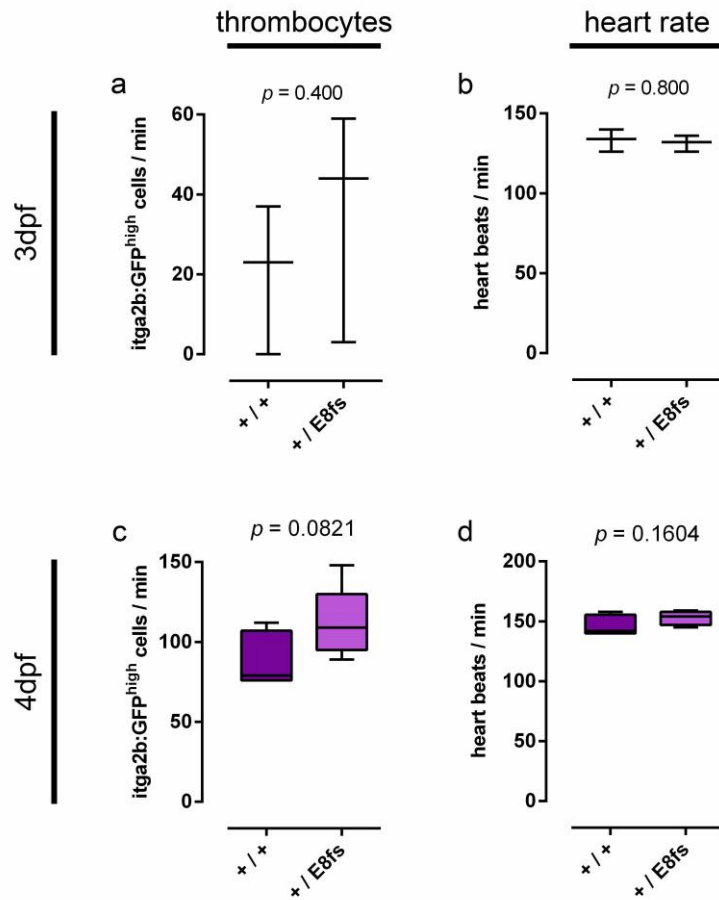 thrombocytes
heart rate
3dpf
a
p = 0.400
itga2b:GFPhigh cells / min
60
40
20
0
+ / +
+ / E8fs
b
p = 0.800
heart beats / min
150
100
50
0
+ / +
+ / E8fs
4dpf
c
p = 0.0821
itga2b:GFPhigh cells / min
150
100
50
0
+ / +
+ / E8fs
d
p = 0.1604
heart beats / min
200
150
100
50
0
+ / +
+ / E8fs